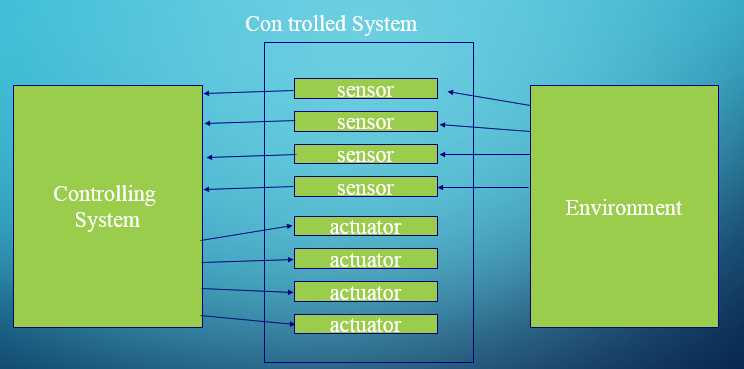 Con trolled System
sensor
sensor
sensor
sensor
Controlling
System
Environment
actuator
actuator
actuator
actuator